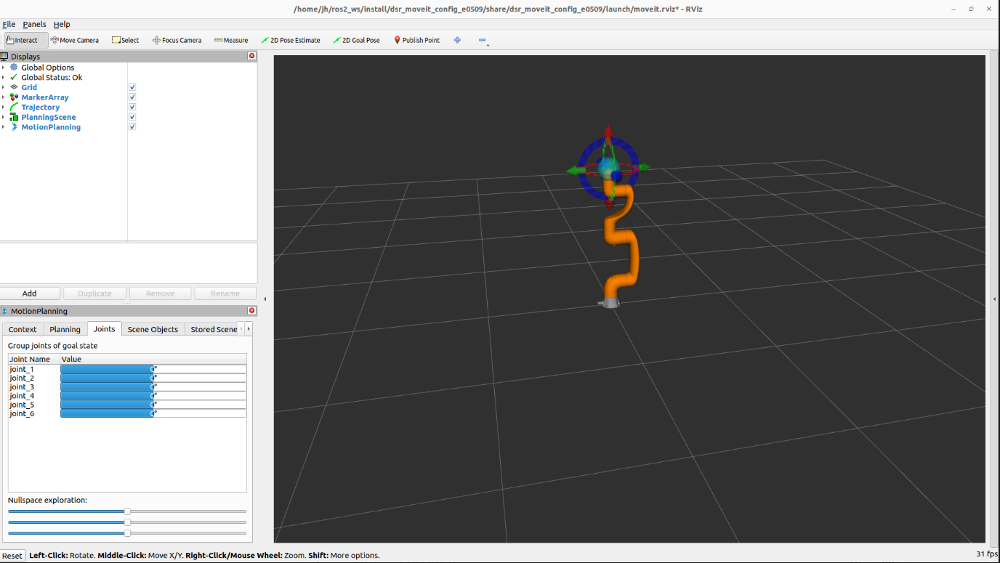 /home/jh/ros2_ws/install/dsr_moveit_config_e0509/share/dsr_moveit_config_e0509/launch/moveit.rviz* - RViz
File Panels Help
Interact Move Camera Select Focus Camera Measure 2D Pose Estimate 2D Goal Pose Publish Point
Displays
Global Options
Global Status: Ok
Grid
MarkerArray
Trajectory
PlanningScene
MotionPlanning
Add Duplicate Remove Rename
MotionPlanning
Context Planning Joints Scene Objects Stored Scene
Group joints of goal state
Joint Name Value
joint_1 0°
joint_2 0°
joint_3 0°
joint_4 0°
joint_5 0°
joint_6 0°
Nullspace exploration:
Reset Left-Click: Rotate. Middle-Click: Move X/Y. Right-Click/Mouse Wheel: Zoom. Shift: More options. 31 fps